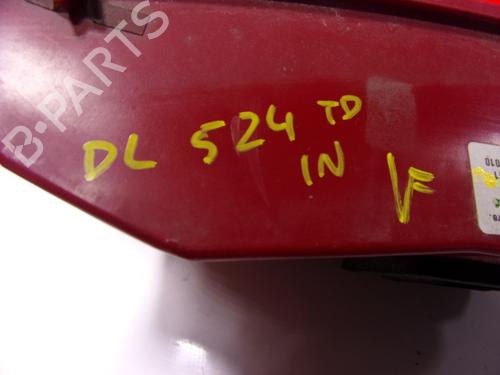 B-PARTS
DL 524 TD
IN VF